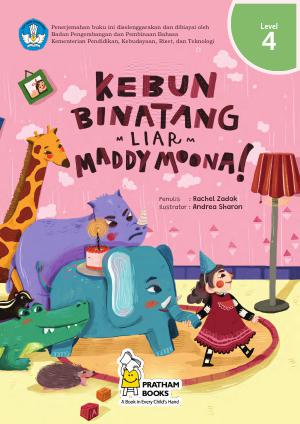 Penerjemahan buku ini diselenggarakan dan dibiayai oleh
Badan Pengembangan dan Pembinaan Bahasa
Kementerian Pendidikan, Kebudayaan, Riset, dan Teknologi
Level
4
KEBUN
BINATANG
~ LIAR ~
MADDY MOONA!
Penulis : Rachel Zadok
Ilustrator : Andrea Sharon
PRATHAM
BOOKS
A Book in Every Child's Hand